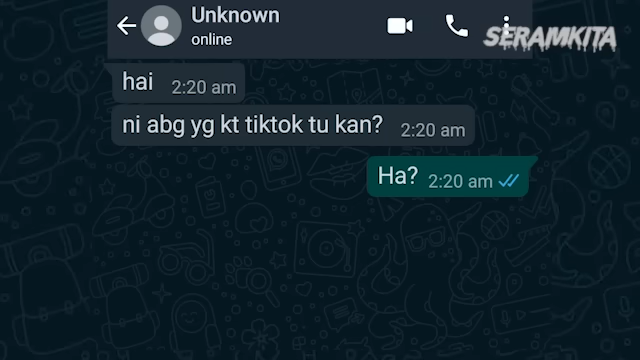 Unknown
online
SERAMKITA
hai 2:20 am
ni abg yg kt tiktok tu kan? 2:20 am
Ha? 2:20 am